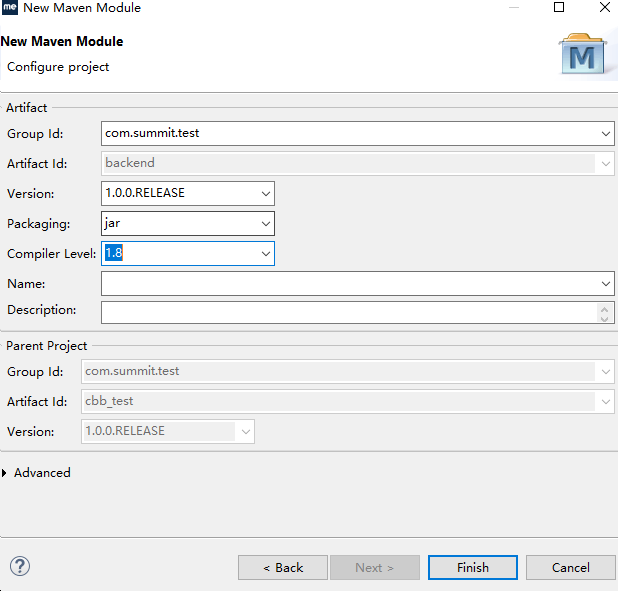 me New Maven Module
New Maven Module
Configure project
M
Artifact
Group Id: com.summit.test
Artifact Id: backend
Version: 1.0.0.RELEASE
Packaging: jar
Compiler Level: 1.8
Name:
Description:
Parent Project
Group Id: com.summit.test
Artifact Id: cbb_test
Version: 1.0.0.RELEASE
Advanced
? < Back Next > Finish Cancel